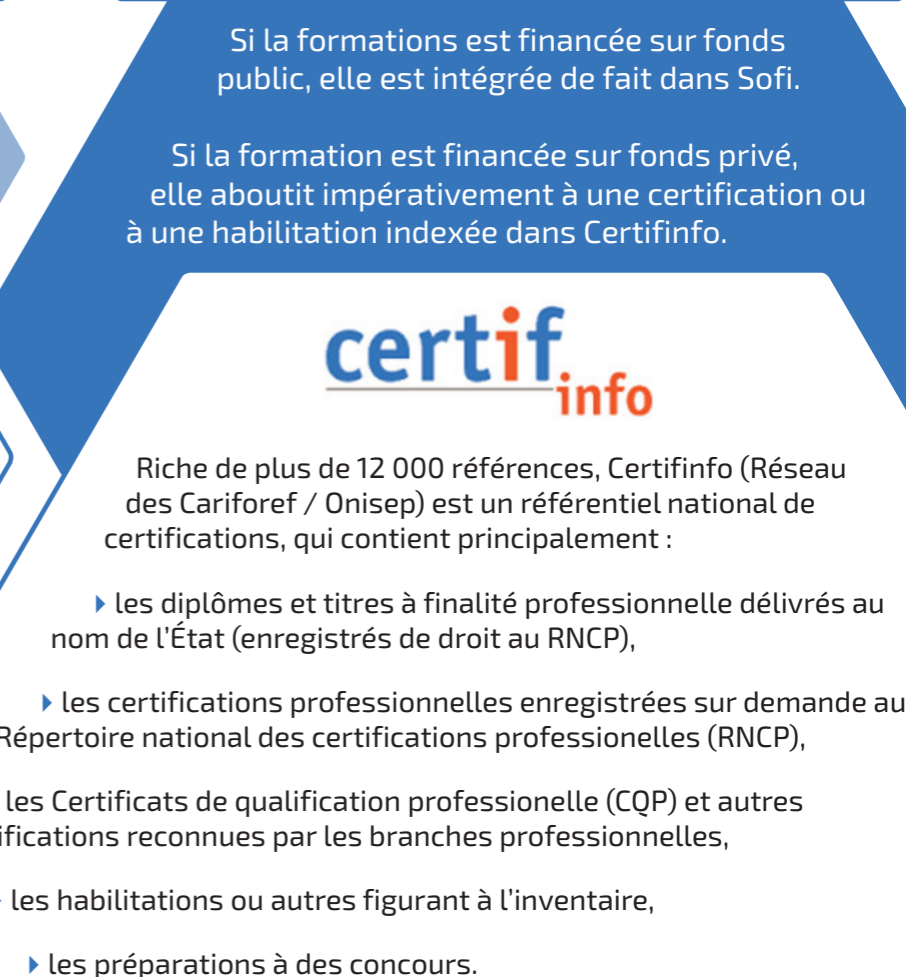 Si la formations est financée sur fonds
public, elle est intégrée de fait dans Sofi.
Si la formation est financée sur fonds privé,
elle aboutit impérativement à une certification ou
à une habilitation indexée dans Certifinfo.
certif
info
Riche de plus de 12 000 références, Certifinfo (Réseau
des Cariforef / Onisep) est un référentiel national de
certifications, qui contient principalement :
les diplômes et titres à finalité professionnelle délivrés au
nom de l'État (enregistrés de droit au RNCP),
les certifications professionnelles enregistrées sur demande au
Répertoire national des certifications professionelles (RNCP),
les Certificats de qualification professionelle (CQP) et autres
ifications reconnues par les branches professionnelles,
les habilitations ou autres figurant à l'inventaire,
les préparations à des concours.